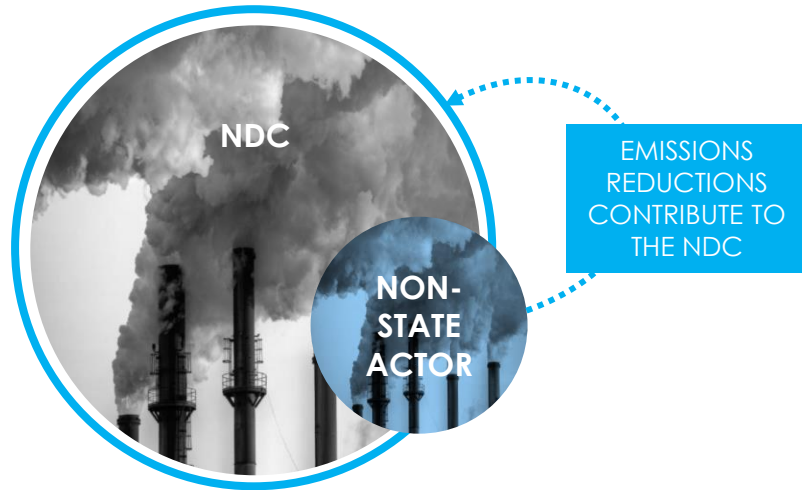 NDC
NON-
STATE
ACTOR
EMISSIONS
REDUCTIONS
CONTRIBUTE TO
THE NDC